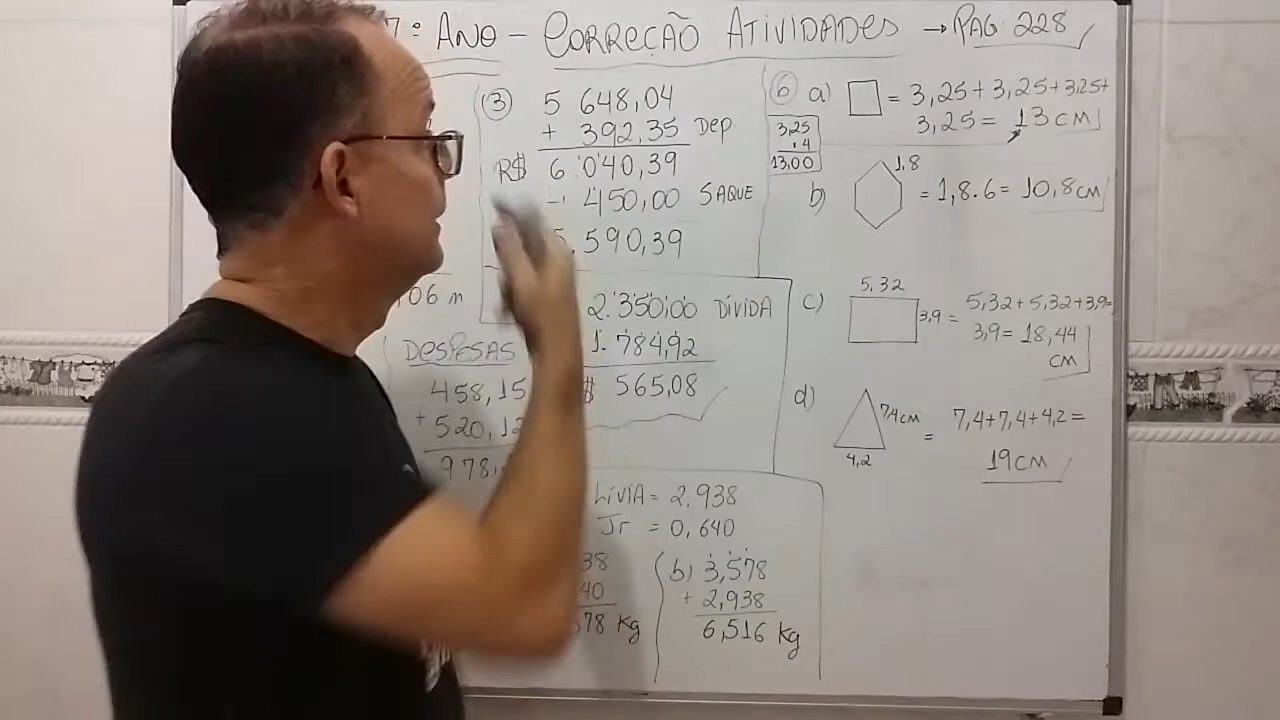 7º ANO - CORREÇÃO ATIVIDADES → PAG: 228
06 m
DESPESAS
458,15
+ 520,12
978,
3 5 648,04
+ 392,35 DEP.
R$ 6 040,39
- 450,00 SAQUE
5.590,39
2.350,00 DÍVIDA
1.784,92
$ 565,08
LÍVIA = 2,938
Jr = 0,640
38
40
578 Kg
b) 3,578
+ 2,938
6,516 Kg
6 a) = 3,25 + 3,25 + 3,25 +
3,25 = 13 CM
3,25
. 4
13,00
b) 1,8 = 1,8.6 = 10,8 CM
c) 5,32
3,9 = 5,32 + 5,32 + 3,9 =
3,9 = 18,44
CM
d) 7,4 CM
4,2
= 7,4 + 7,4 + 4,2 =
19 CM